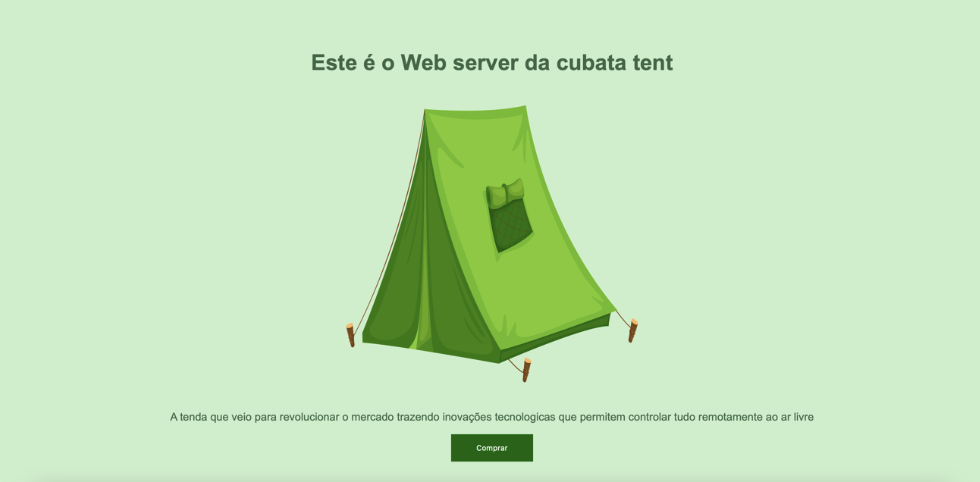 Este é o Web server da cubata tent
A tenda que veio para revolucionar o mercado trazendo inovações tecnologicas que permitem controlar tudo remotamente ao ar livre
Comprar